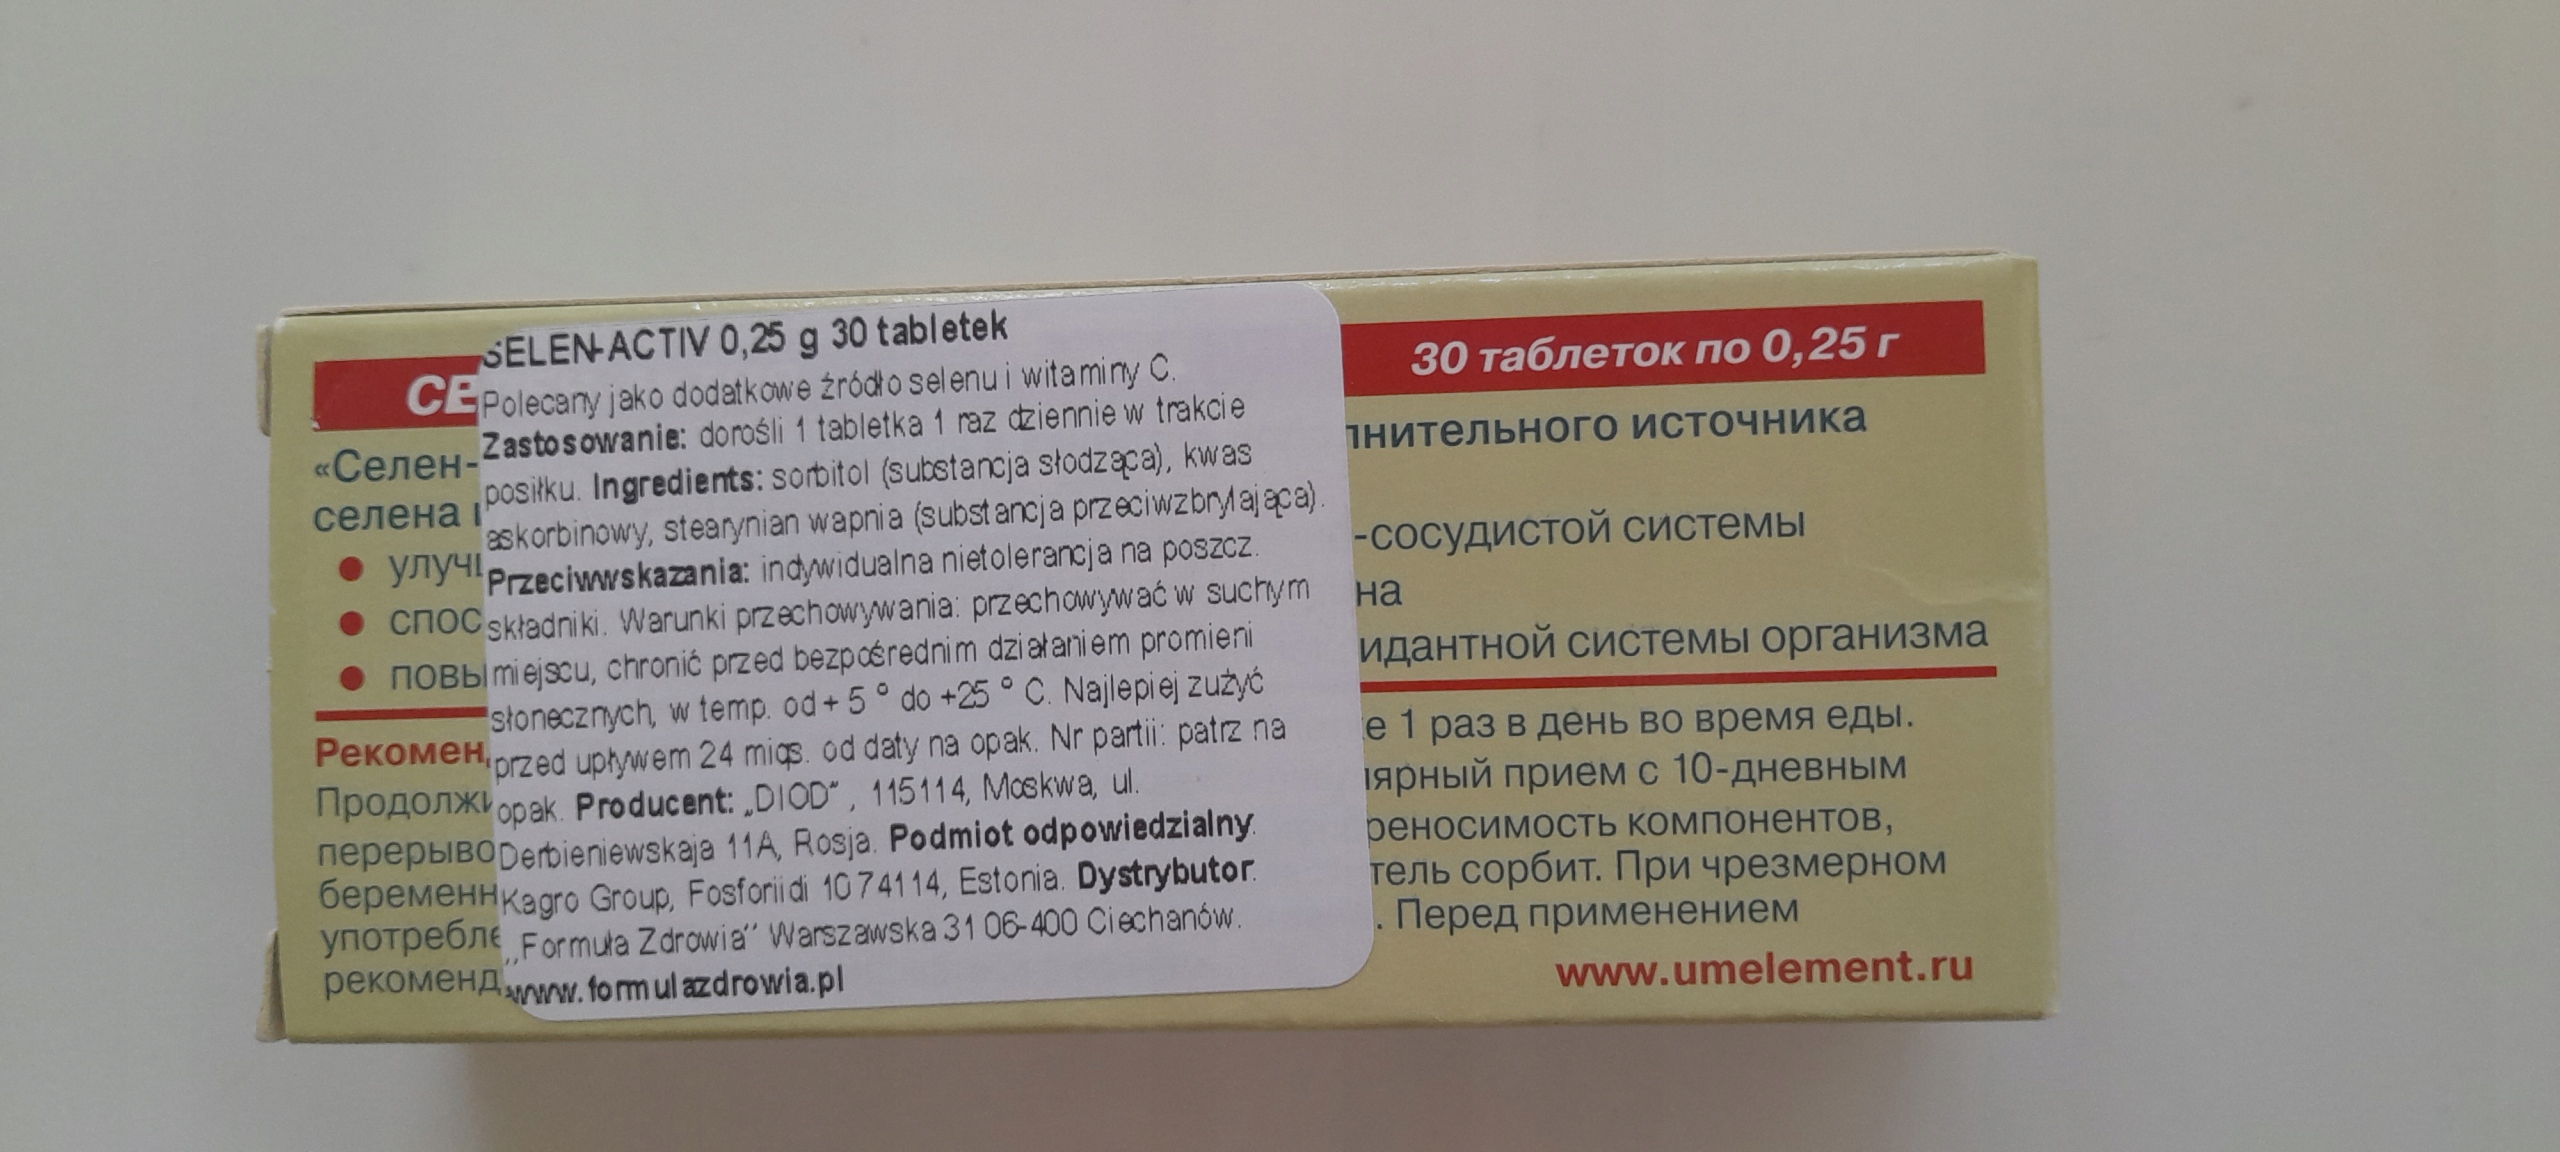 SELEN-ACTIV 0,25 g 30 tabletek
Polecany jako dodatkowe źródło selenu i witaminy C.
Zastosowanie: dorośli 1 tabletka 1 raz dziennie w trakcie
posiłku. Ingredients: sorbitol (substancja słodząca), kwas
askorbinowy, stearynian wapnia (substancja przeciwzbrylająca).
Przeciwwskazania: indywidualna nietolerancja na poszcz.
składniki. Warunki przechowywania: przechowywać w suchym
miejscu, chronić przed bezpośrednim działaniem promieni
słonecznych, w temp. od + 5 ° do +25 ° C. Najlepiej zużyć
przed upływem 24 miąs. od daty na opak. Nr partii: patrz na
opak. Producent: „DIOD“ , 115114, Moskwa, ul.
Derbieniewskaja 11A, Rosja. Podmiot odpowiedzialny:
Kagro Group, Fosforiidi 10 74114, Estonia. Dystrybutor:
,,Formuła Zdrowia‘‘ Warszawska 31 06-400 Ciechanów.
www.formulazdrowia.pl
СЕ
«Селен-
селена
улучш
спос
повы
Рекомен
Продолжи
перерыво
беременн
употребле
рекоменд
30 таблеток по 0,25 г
лнительного источника
-сосудистой системы
на
идантной системы организма
е 1 раз в день во время еды.
лярный прием с 10-дневным
реносимость компонентов,
тель сорбит. При чрезмерном
. Перед применением
www.umelement.ru